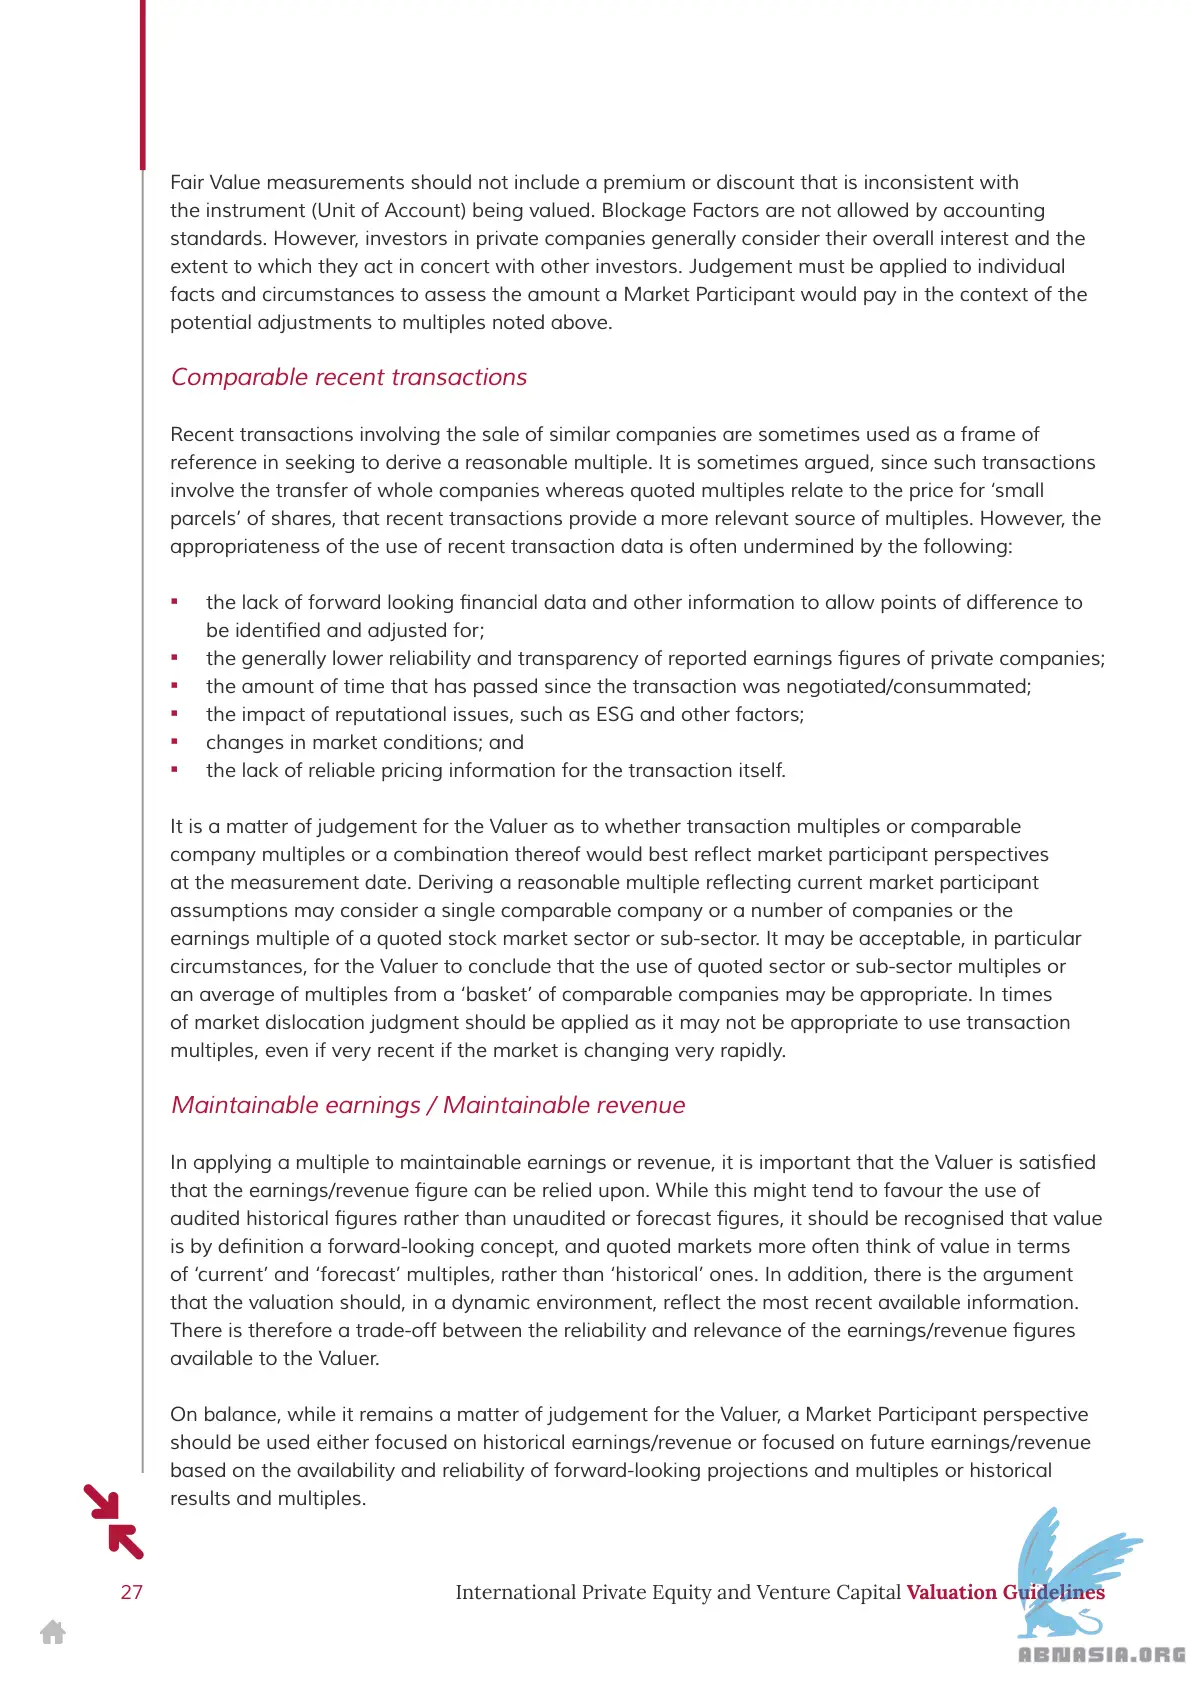 Fair Value measurements should not include a premium or discount that is inconsistent with
the instrument (Unit of Account) being valued. Blockage Factors are not allowed by accounting
standards. However, investors in private companies generally consider their overall interest and the
extent to which they act in concert with other investors. Judgement must be applied to individual
facts and circumstances to assess the amount a Market Participant would pay in the context of the
potential adjustments to multiples noted above.
Comparable recent transactions
Recent transactions involving the sale of similar companies are sometimes used as a frame of
reference in seeking to derive a reasonable multiple. It is sometimes argued, since such transactions
involve the transfer of whole companies whereas quoted multiples relate to the price for ‘small
parcels’ of shares, that recent transactions provide a more relevant source of multiples. However, the
appropriateness of the use of recent transaction data is often undermined by the following:
▪ the lack of forward looking financial data and other information to allow points of difference to
be identified and adjusted for;
▪ the generally lower reliability and transparency of reported earnings figures of private companies;
▪ the amount of time that has passed since the transaction was negotiated/consummated;
▪ the impact of reputational issues, such as ESG and other factors;
▪ changes in market conditions; and
▪ the lack of reliable pricing information for the transaction itself.
It is a matter of judgement for the Valuer as to whether transaction multiples or comparable
company multiples or a combination thereof would best reflect market participant perspectives
at the measurement date. Deriving a reasonable multiple reflecting current market participant
assumptions may consider a single comparable company or a number of companies or the
earnings multiple of a quoted stock market sector or sub-sector. It may be acceptable, in particular
circumstances, for the Valuer to conclude that the use of quoted sector or sub-sector multiples or
an average of multiples from a ‘basket’ of comparable companies may be appropriate. In times
of market dislocation judgment should be applied as it may not be appropriate to use transaction
multiples, even if very recent if the market is changing very rapidly.
Maintainable earnings / Maintainable revenue
In applying a multiple to maintainable earnings or revenue, it is important that the Valuer is satisfied
that the earnings/revenue figure can be relied upon. While this might tend to favour the use of
audited historical figures rather than unaudited or forecast figures, it should be recognised that value
is by definition a forward-looking concept, and quoted markets more often think of value in terms
of ‘current’ and ‘forecast’ multiples, rather than ‘historical’ ones. In addition, there is the argument
that the valuation should, in a dynamic environment, reflect the most recent available information.
There is therefore a trade-off between the reliability and relevance of the earnings/revenue figures
available to the Valuer.
On balance, while it remains a matter of judgement for the Valuer, a Market Participant perspective
should be used either focused on historical earnings/revenue or focused on future earnings/revenue
based on the availability and reliability of forward-looking projections and multiples or historical
results and multiples.
27 International Private Equity and Venture Capital Valuation Guidelines
ABNASIA.ORG